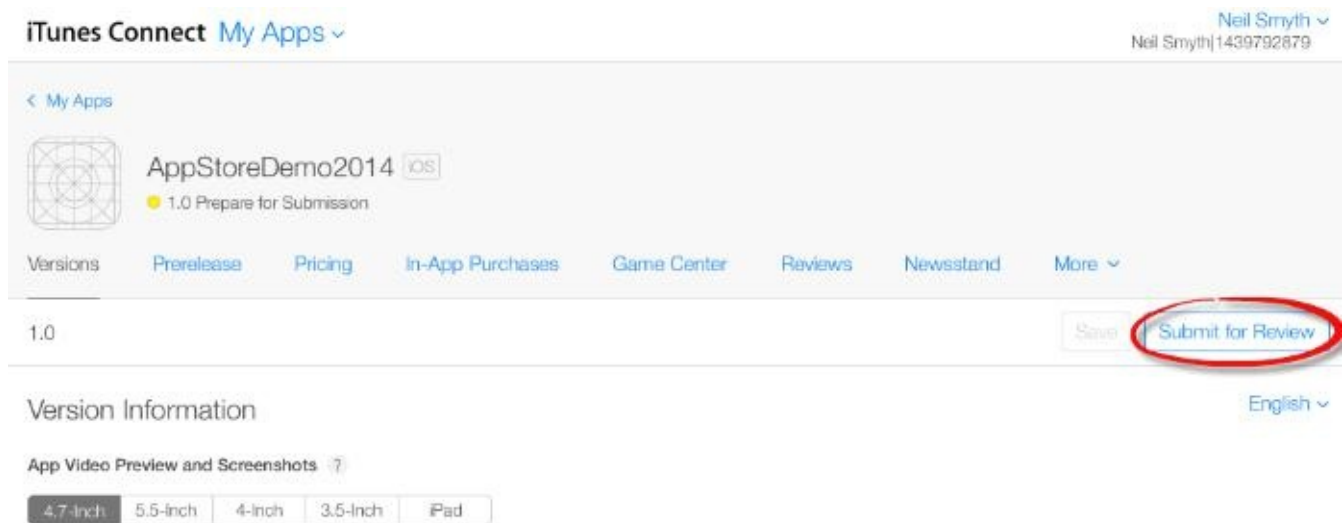 iTunes Connect My Apps
Neil Smyth
Neil Smyth|1439792879
My Apps
AppStoreDemo2014 iOS
1.0 Prepare for Submission
Versions Prerelease Pricing In-App Purchases Game Center Reviews Newsstand More
1.0 Save Submit for Review
Version Information English
App Video Preview and Screenshots ?
4.7-Inch 5.5-Inch 4-Inch 3.5-Inch iPad